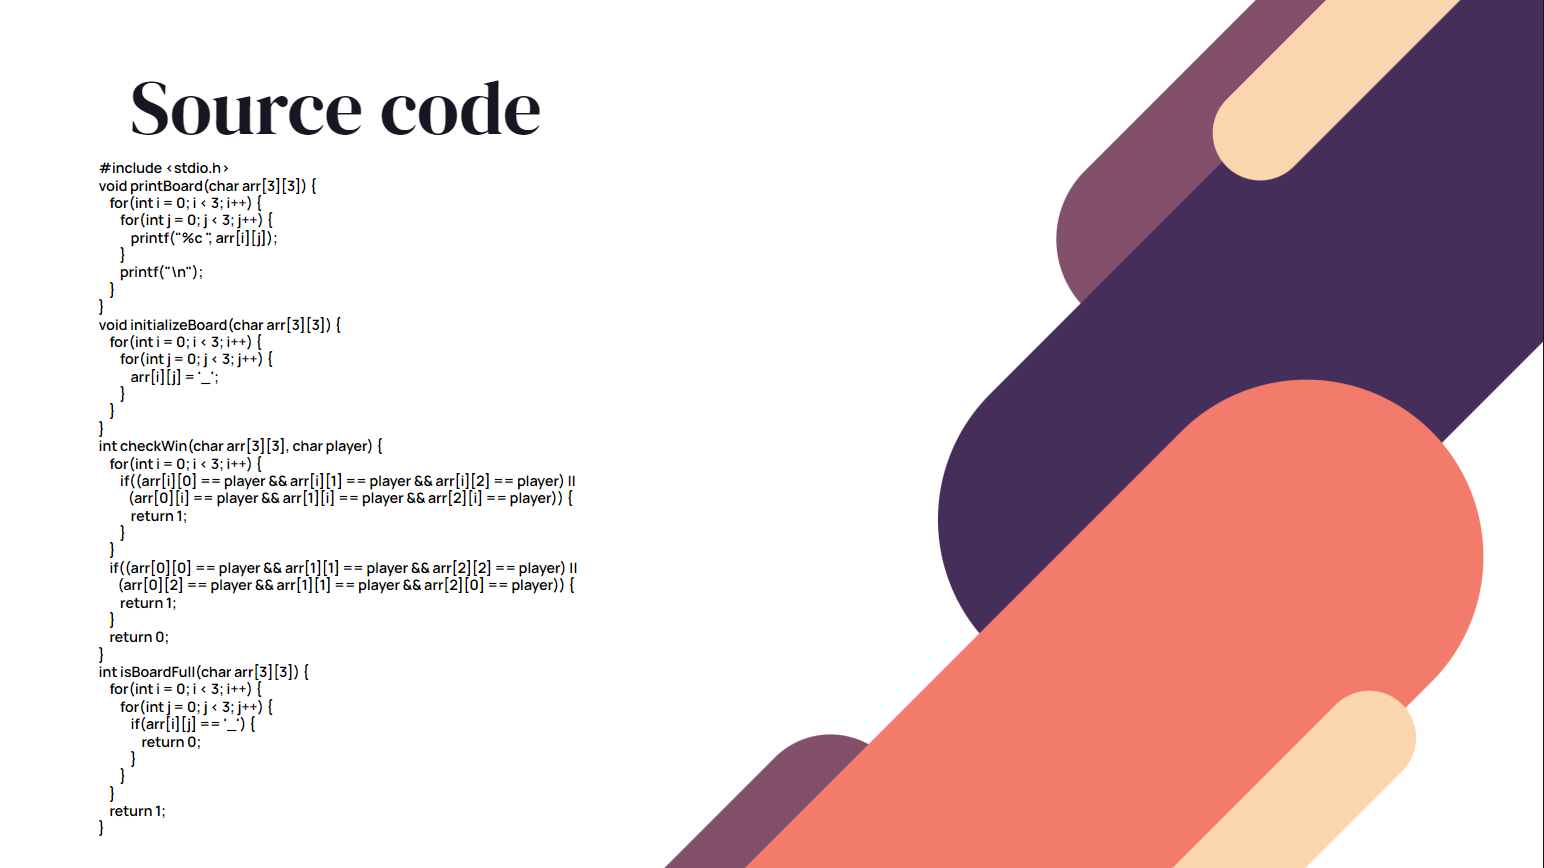 Source code
#include <stdio.h>
void printBoard(char arr[3][3]) {
for(int i = 0; i < 3; i++) {
for(int j = 0; j < 3; j++) {
printf("%c ", arr[i][j]);
}
printf("\n");
}
}
void initializeBoard(char arr[3][3]) {
for(int i = 0; i < 3; i++) {
for(int j = 0; j < 3; j++) {
arr[i][j] = '_';
}
}
}
int checkWin(char arr[3][3], char player) {
for(int i = 0; i < 3; i++) {
if((arr[i][0] == player && arr[i][1] == player && arr[i][2] == player) ||
(arr[0][i] == player && arr[1][i] == player && arr[2][i] == player)) {
return 1;
}
}
if((arr[0][0] == player && arr[1][1] == player && arr[2][2] == player) ||
(arr[0][2] == player && arr[1][1] == player && arr[2][0] == player)) {
return 1;
}
return 0;
}
int isBoardFull(char arr[3][3]) {
for(int i = 0; i < 3; i++) {
for(int j = 0; j < 3; j++) {
if(arr[i][j] == '_') {
return 0;
}
}
}
return 1;
}